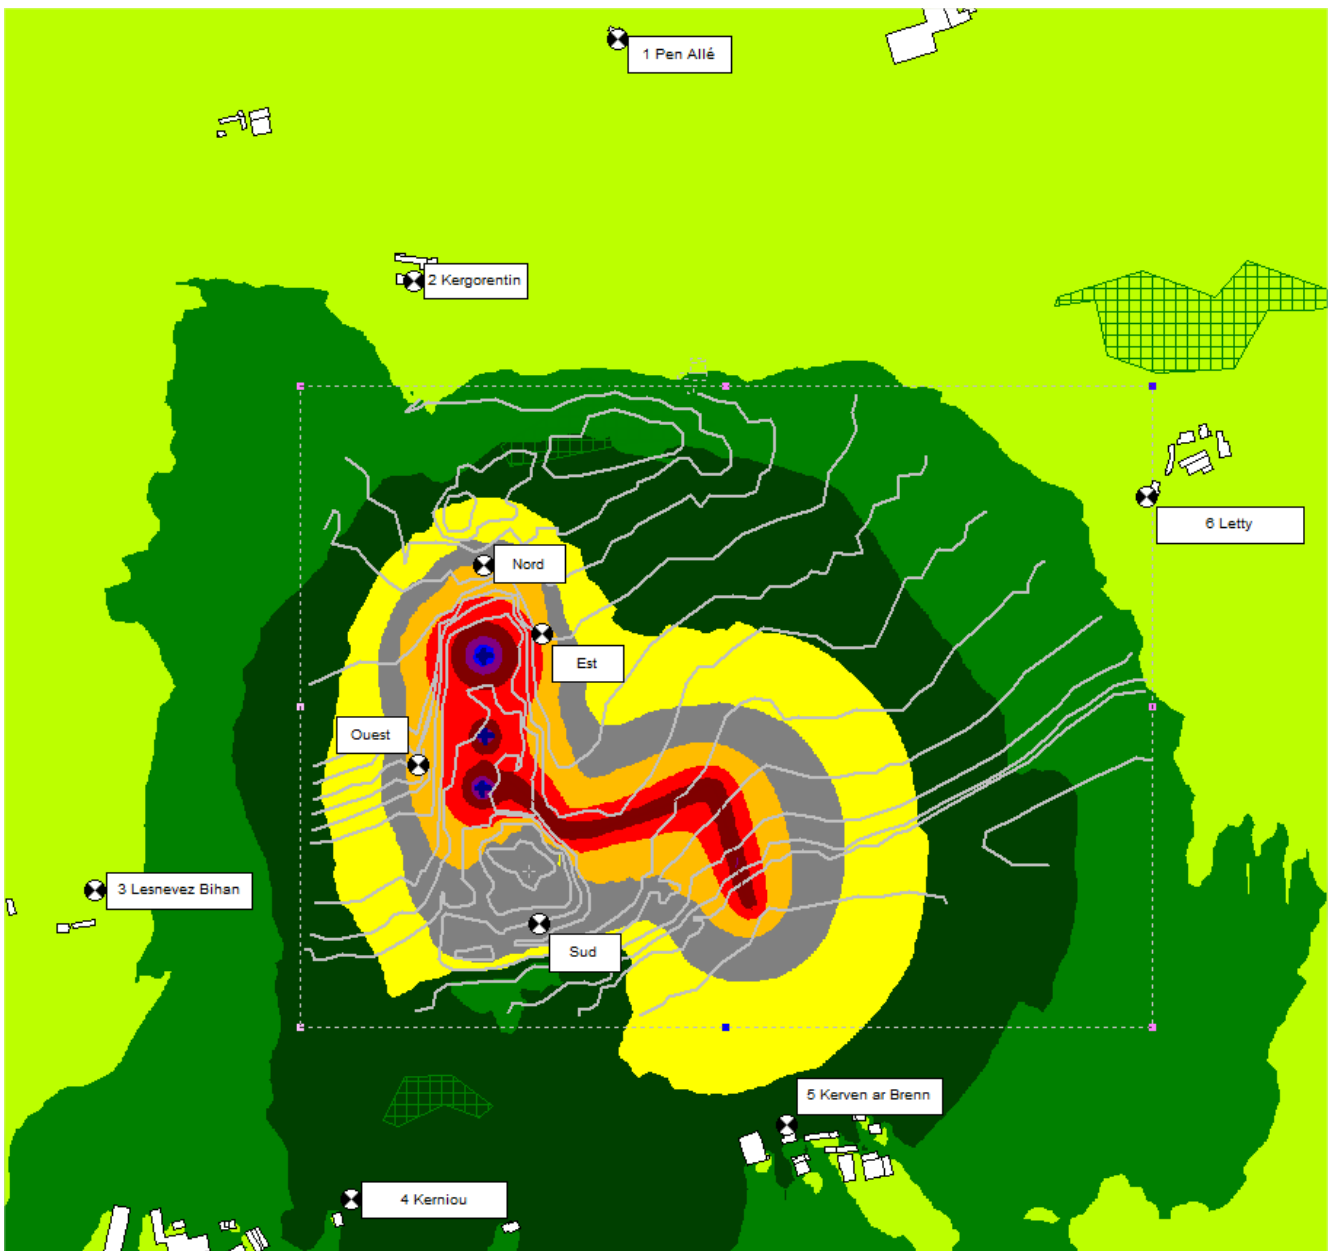 1 Pen Allé
2 Kergorentin
6 Letty
Nord
Est
Ouest
3 Lesnevez Bihan
Sud
5 Kerven ar Brenn
4 Kerniou